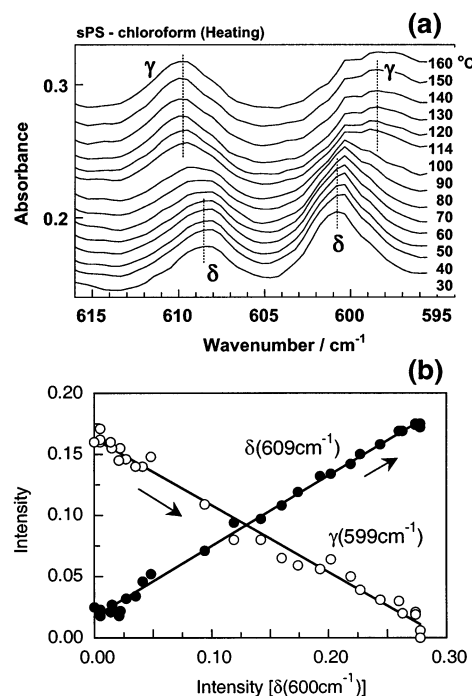 (a)
sPS - chloroform (Heating)
γ
γ
160 °C
150
140
130
120
114
100
90
80
70
60
50
40
30
δ
δ
0.3
0.2
Absorbance
615 610 605 600 595
Wavenumber / cm-1
(b)
0.20
0.15
0.10
0.05
0.00
Intensity
δ(609cm-1)
γ(599cm-1)
0.00 0.10 0.20 0.30
Intensity [δ(600cm-1)]